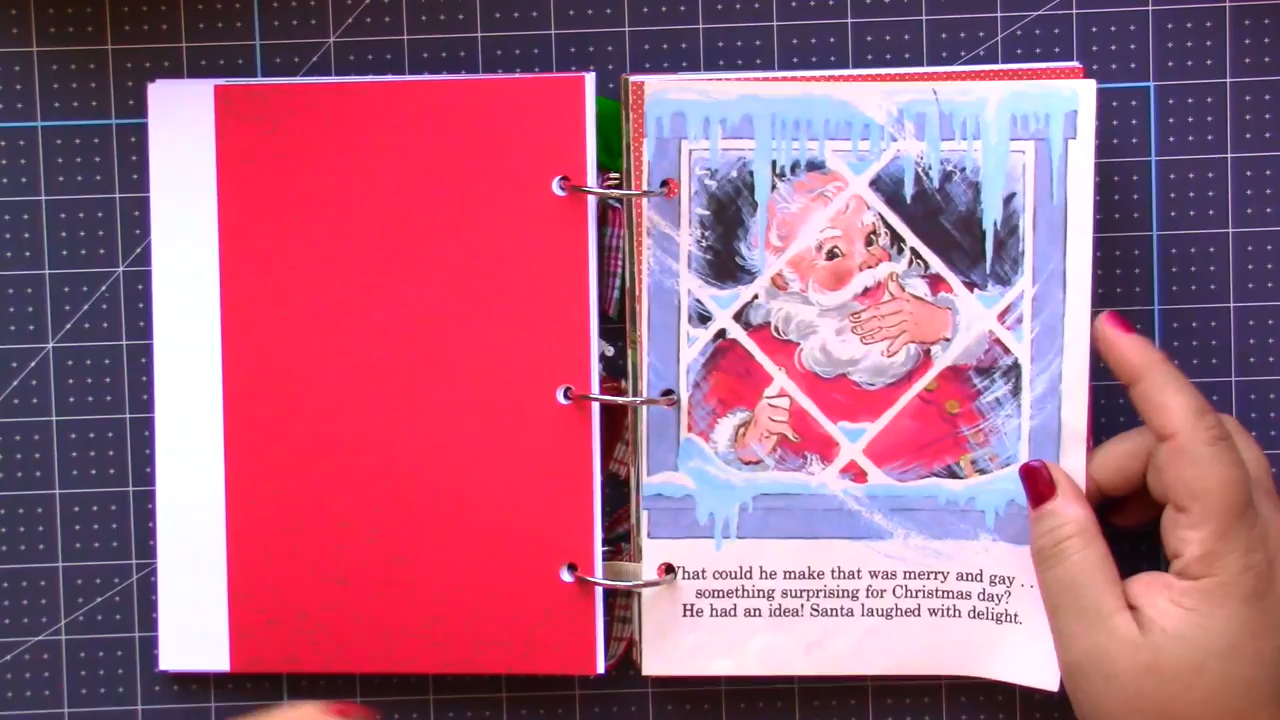 What could he make that was merry and gay . .
something surprising for Christmas day?
He had an idea! Santa laughed with delight.